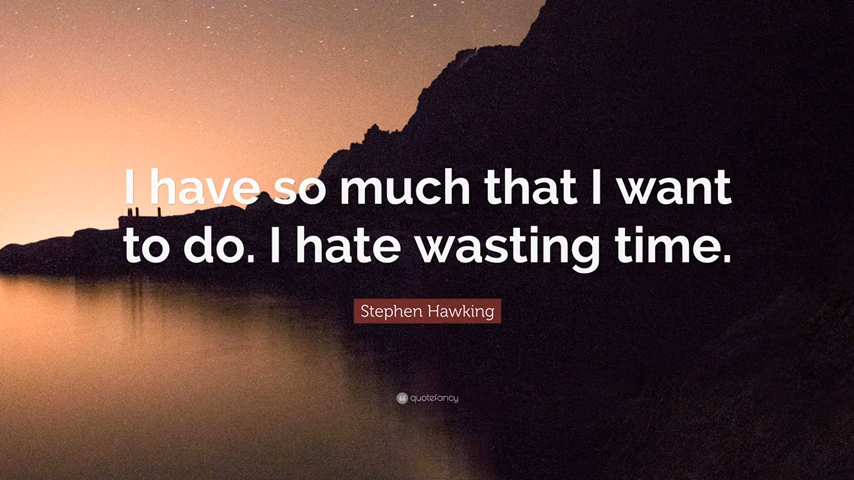 I have so much that I want
to do. I hate wasting time.
Stephen Hawking
quotefancy